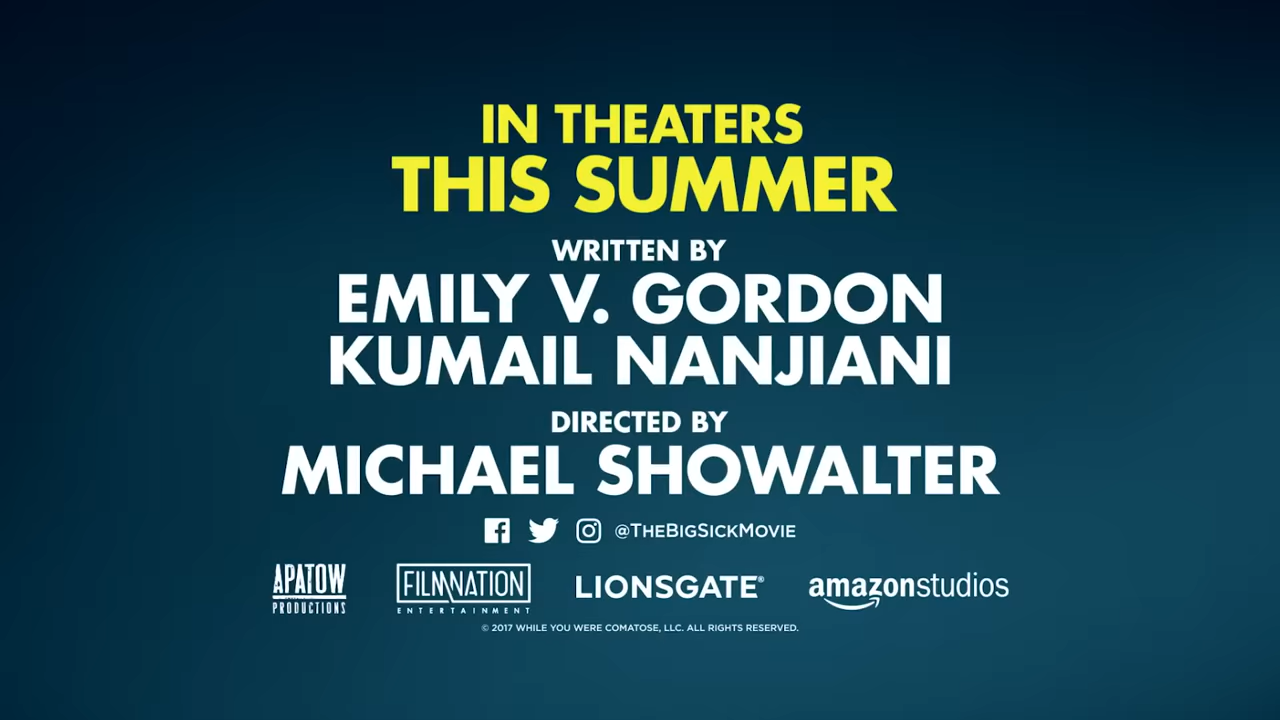 IN THEATERS
THIS SUMMER
WRITTEN BY
EMILY V. GORDON
KUMAIL NANJIANI
DIRECTED BY
MICHAEL SHOWALTER
@THEBIGSICKMOVIE
APATOW
PRODUCTIONS
FILMNATION
ENTERTAINMENT
LIONSGATE®
amazonstudios
© 2017 WHILE YOU WERE COMATOSE, LLC. ALL RIGHTS RESERVED.